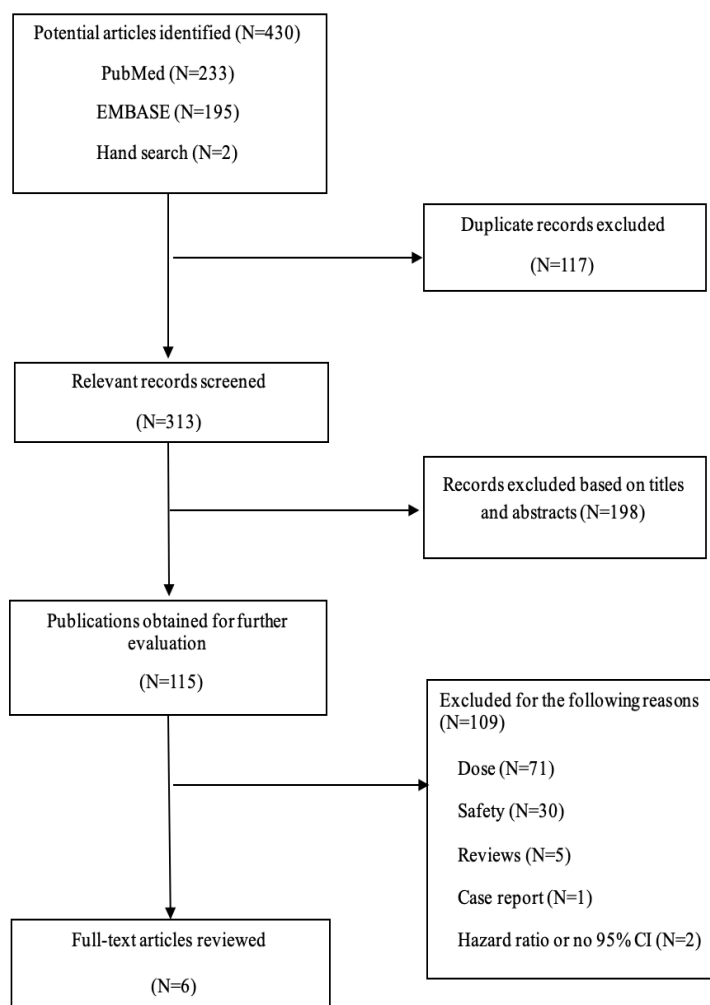 Potential articles identified (N=430)
PubMed (N=233)
EMBASE (N=195)
Hand search (N=2)
Duplicate records excluded
(N=117)
Relevant records screened
(N=313)
Records excluded based on titles
and abstracts (N=198)
Publications obtained for further
evaluation
(N=115)
Excluded for the following reasons
(N=109)
Dose (N=71)
Safety (N=30)
Reviews (N=5)
Case report (N=1)
Hazard ratio or no 95% CI (N=2)
Full-text articles reviewed
(N=6)